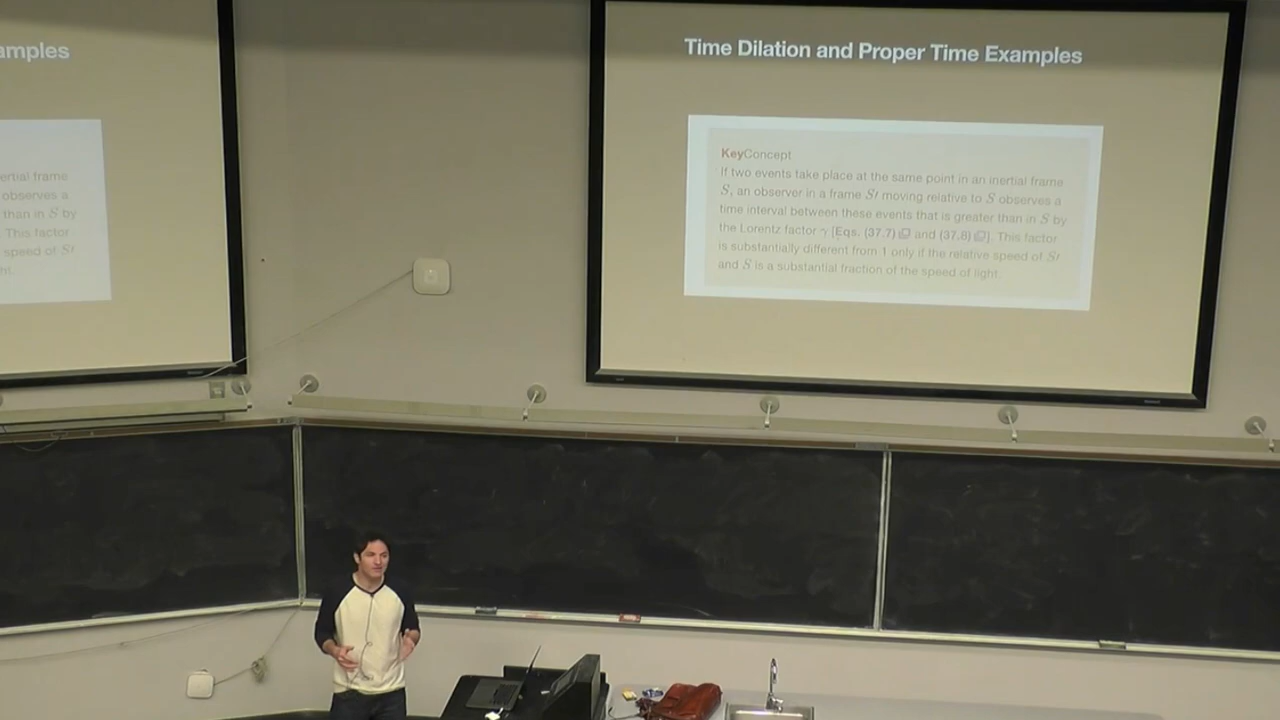 amples
ertial frame
observes a
than in S by
This factor
speed of S′
ht.
Time Dilation and Proper Time Examples
KeyConcept
If two events take place at the same point in an inertial frame
S, an observer in a frame S′ moving relative to S observes a
time interval between these events that is greater than in S by
the Lorentz factor γ [Eqs. (37.7) and (37.8)]. This factor
is substantially different from 1 only if the relative speed of S′
and S is a substantial fraction of the speed of light.